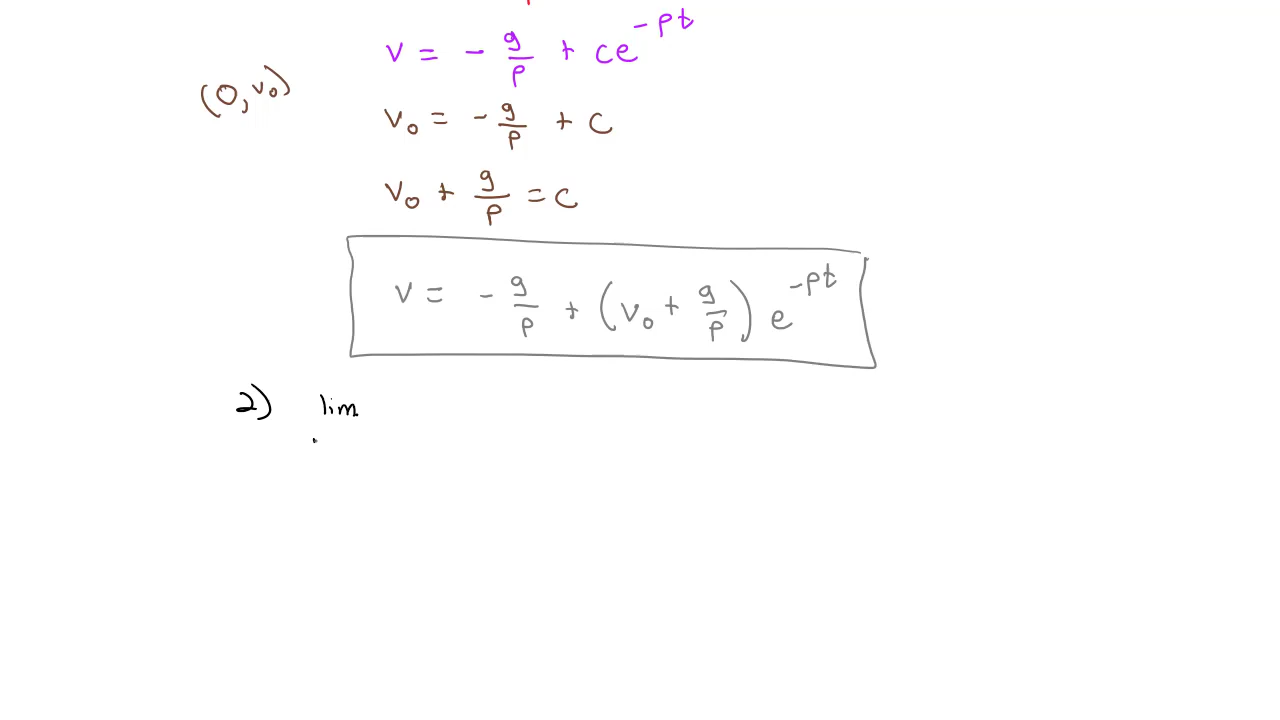 v = - g/p + ce^{-pt}
(0, v₀)
v₀ = - g/p + c
v₀ + g/p = c
v = - g/p + (v₀ + g/p) e^{-pt}
2) lim